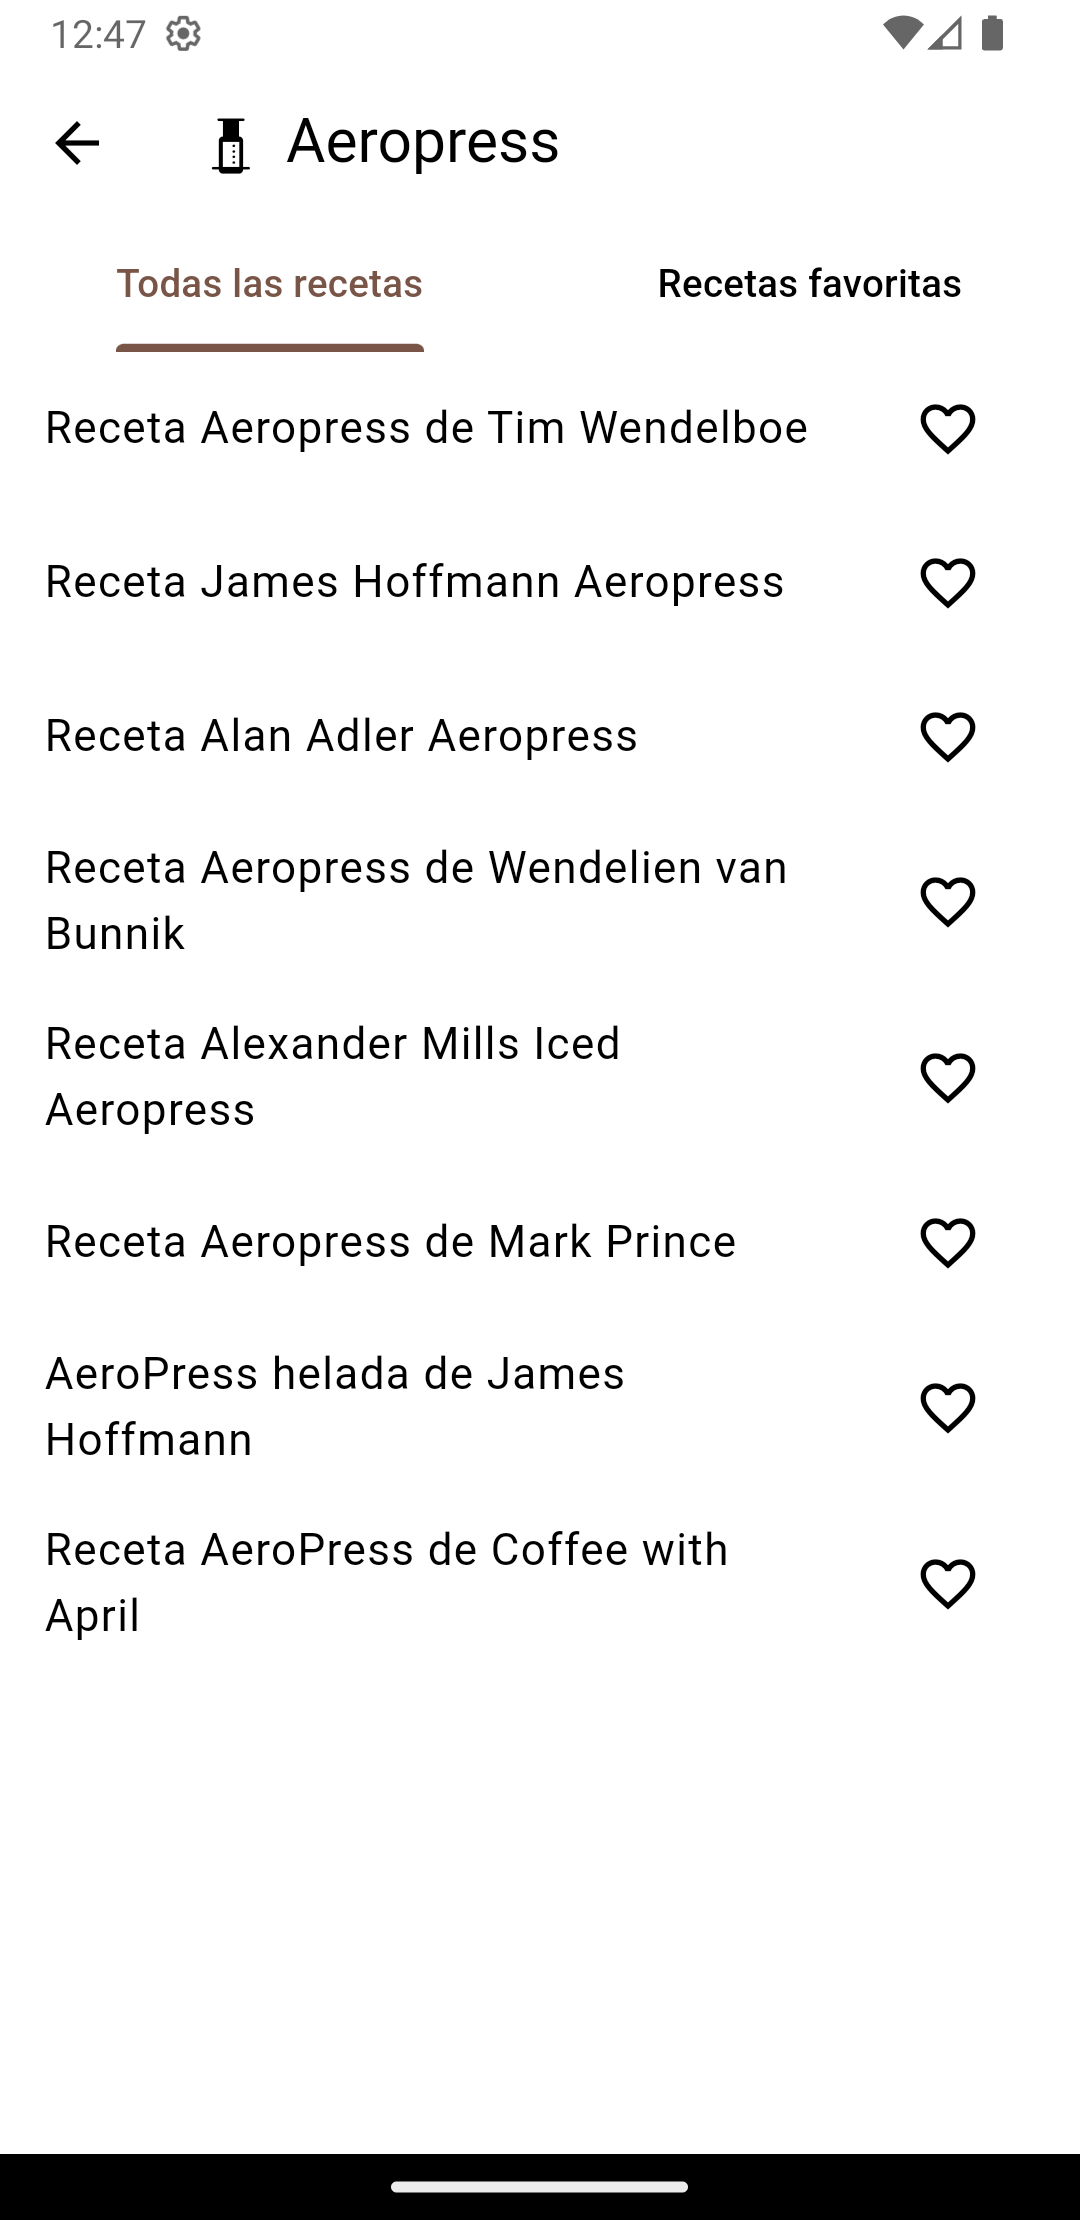 12:47
Aeropress
Todas las recetas
Recetas favoritas
Receta Aeropress de Tim Wendelboe
Receta James Hoffmann Aeropress
Receta Alan Adler Aeropress
Receta Aeropress de Wendelien van
Bunnik
Receta Alexander Mills Iced
Aeropress
Receta Aeropress de Mark Prince
AeroPress helada de James
Hoffmann
Receta AeroPress de Coffee with
April